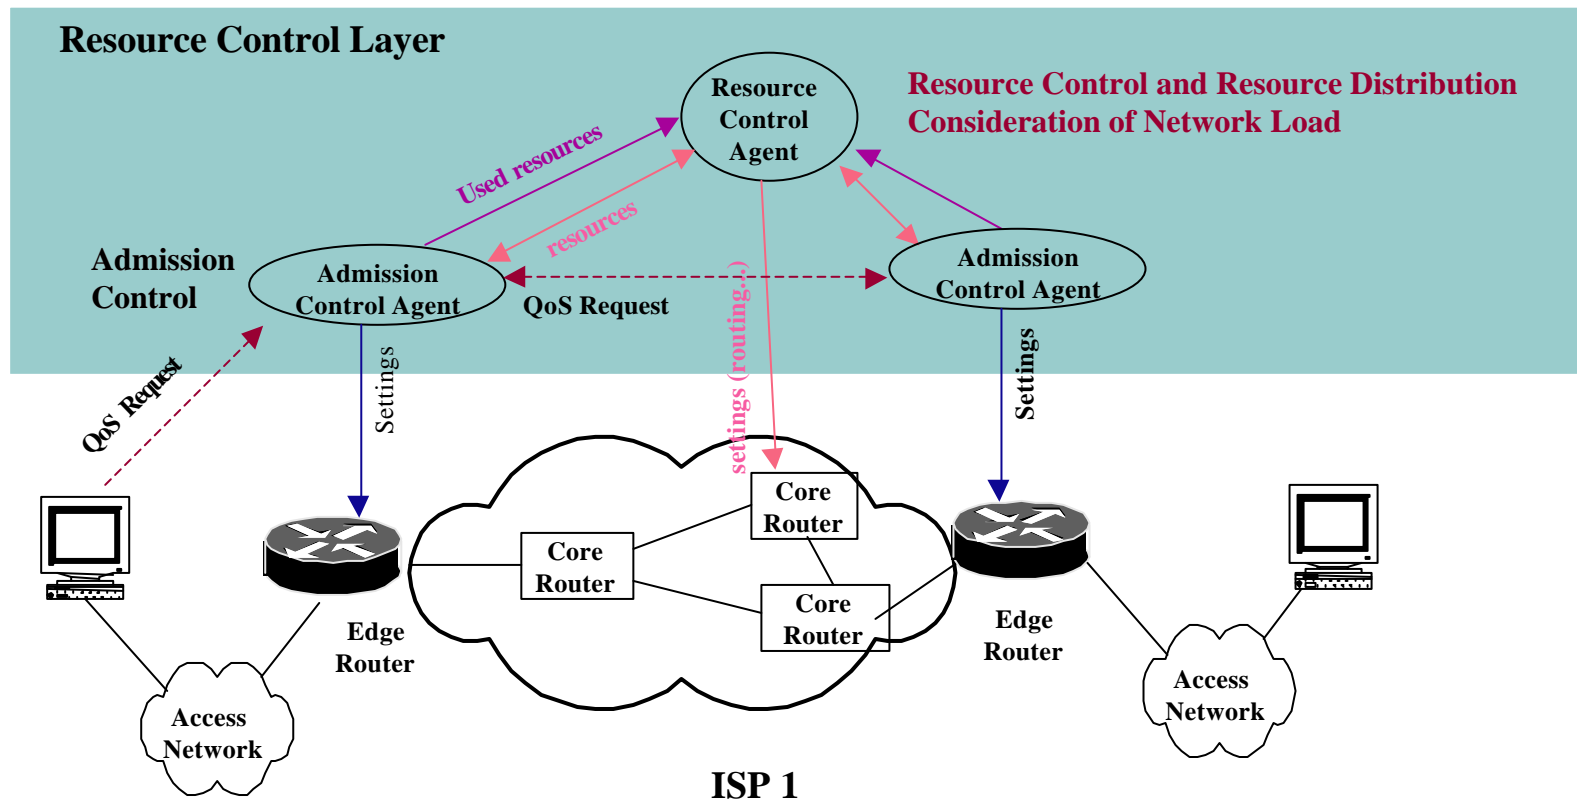 Resource Control Layer
Resource
Control
Agent
Resource Control and Resource Distribution
Consideration of Network Load
Used resources
resources
Admission
Control
Admission
Control Agent
QoS Request
Admission
Control Agent
QoS Request
Settings
settings (routing...)
Settings
Core
Router
Core
Router
Core
Router
Edge
Router
Edge
Router
Access
Network
Access
Network
ISP 1